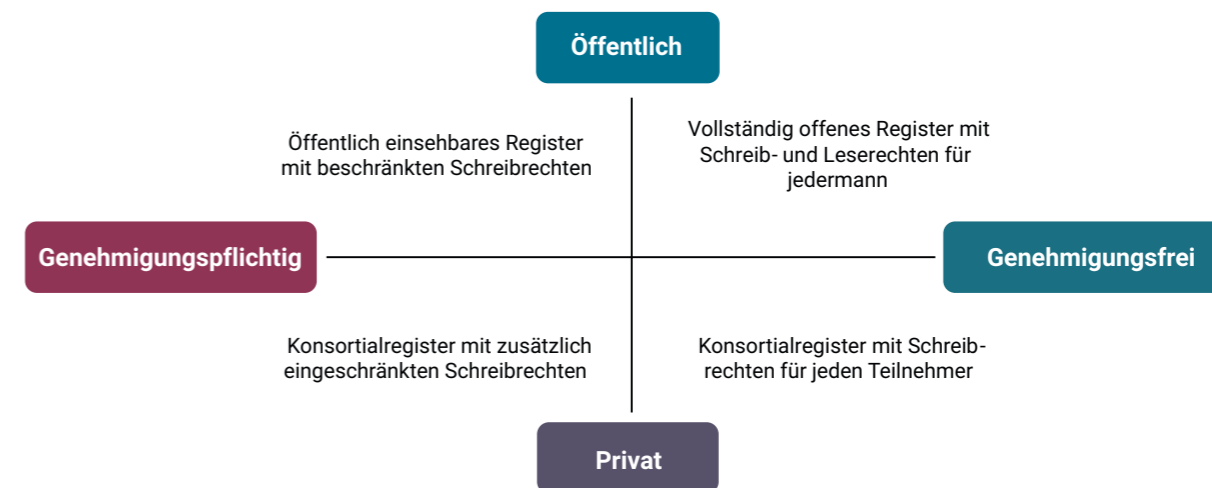 Öffentlich
Öffentlich einsehbares Register
mit beschränkten Schreibrechten
Vollständig offenes Register mit
Schreib- und Leserechten für
jedermann
Genehmigungspflichtig
Genehmigungsfrei
Konsortialregister mit zusätzlich
eingeschränkten Schreibrechten
Konsortialregister mit Schreib-
rechten für jeden Teilnehmer
Privat